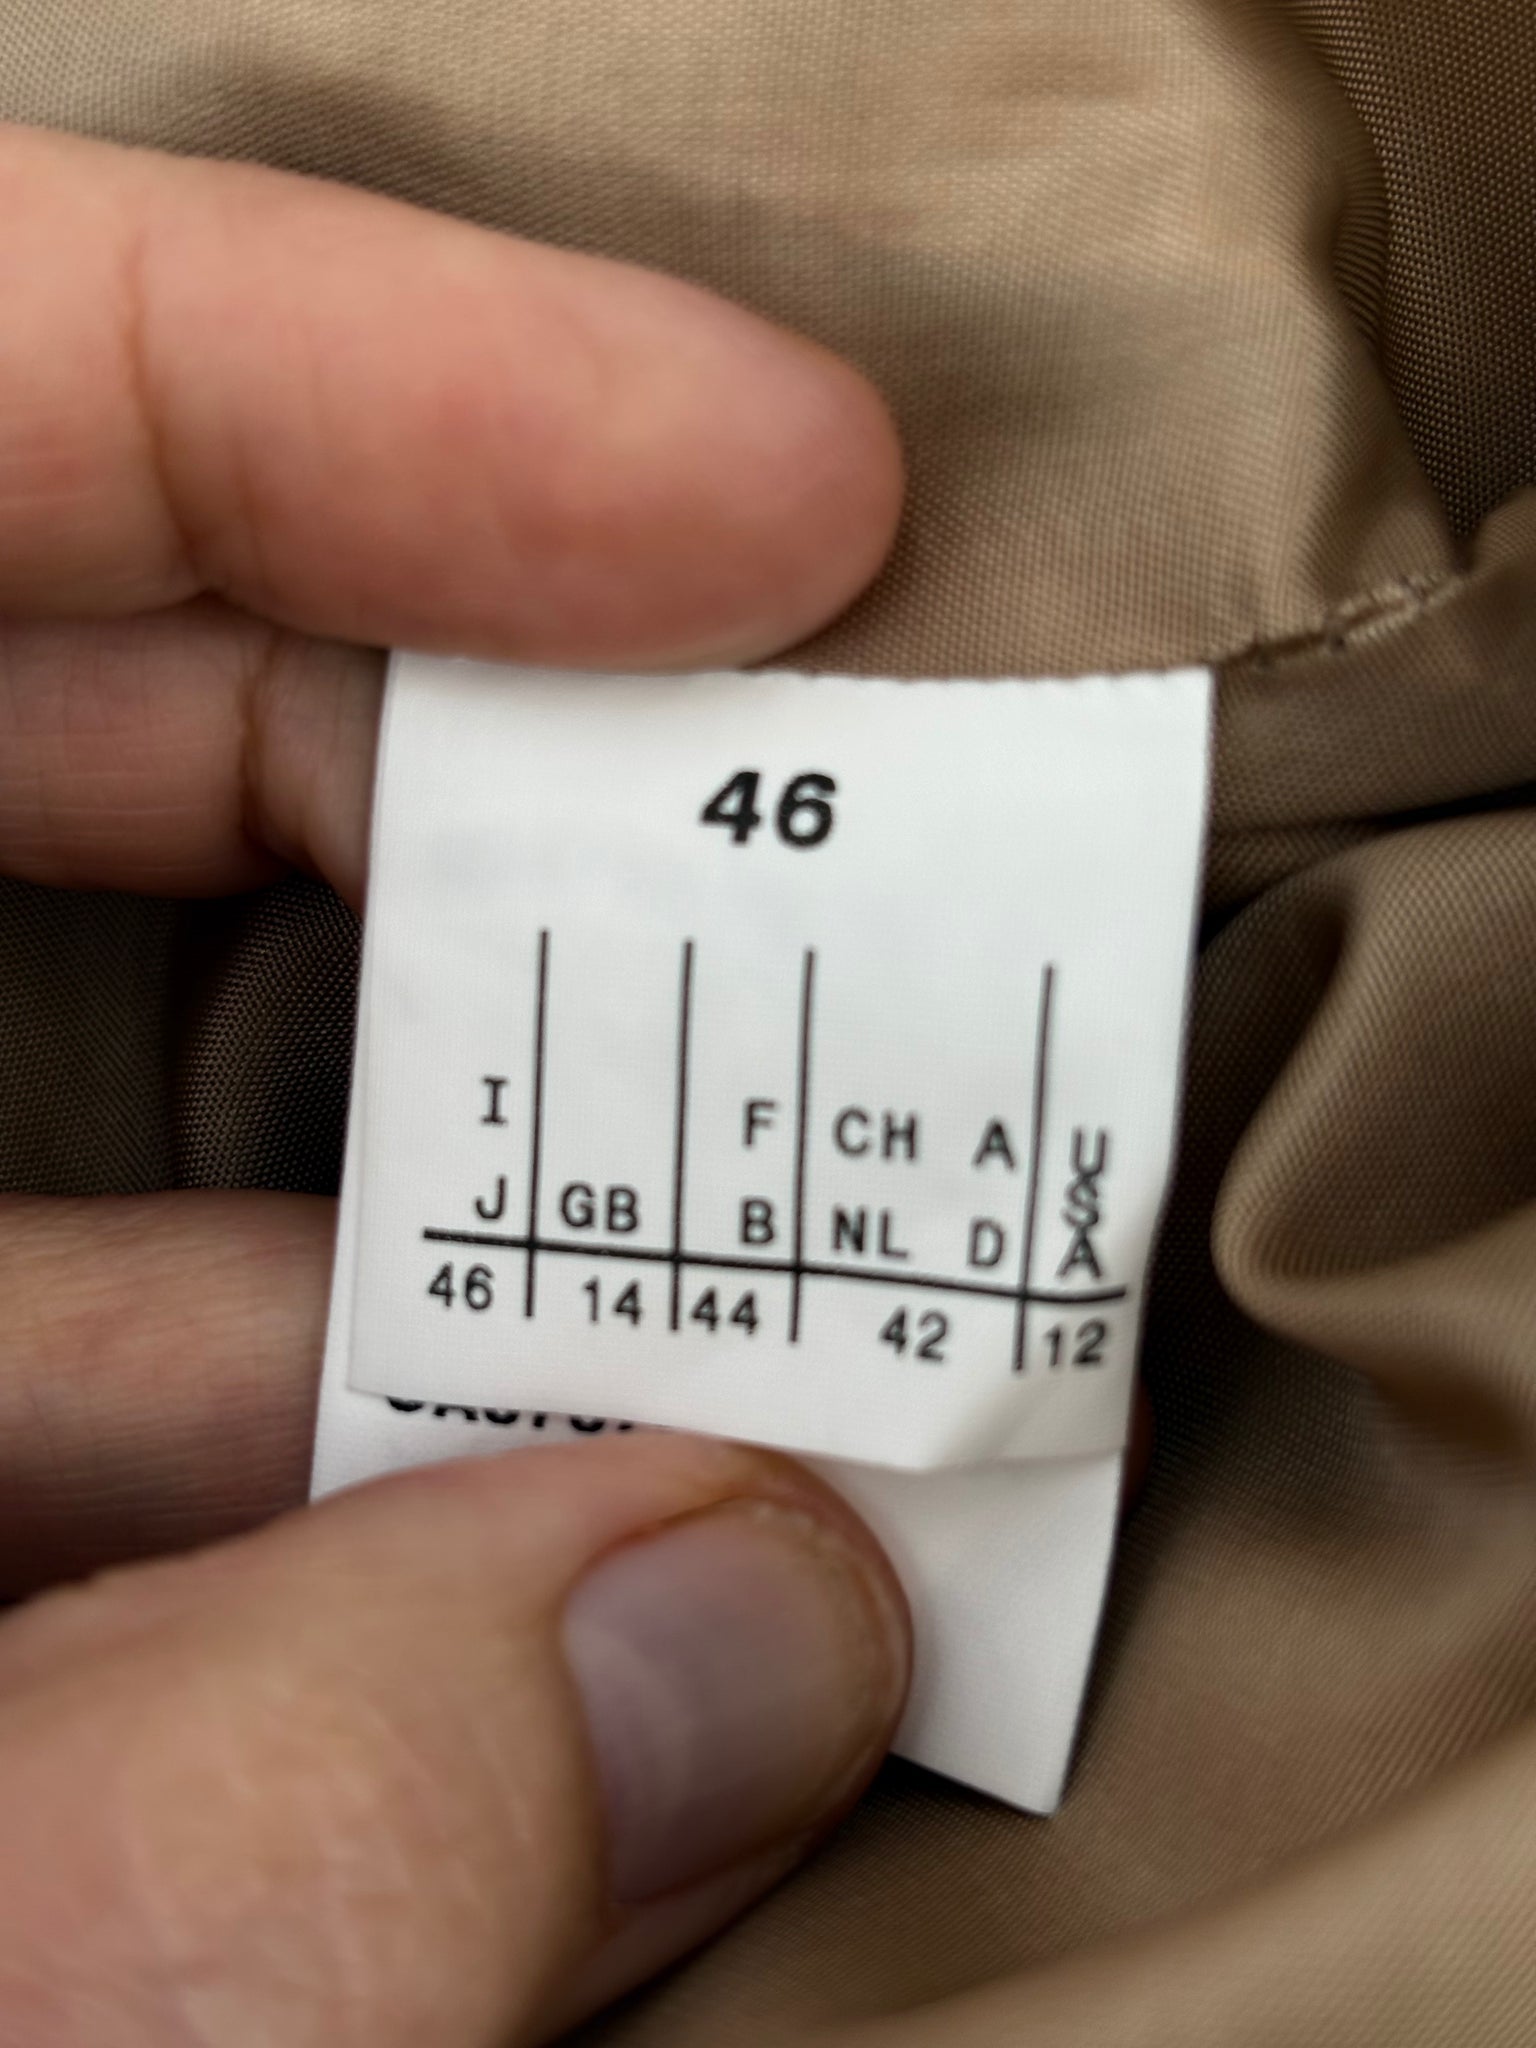 46
I F CH A
J GB B NL D USA
46 14 44 42 12